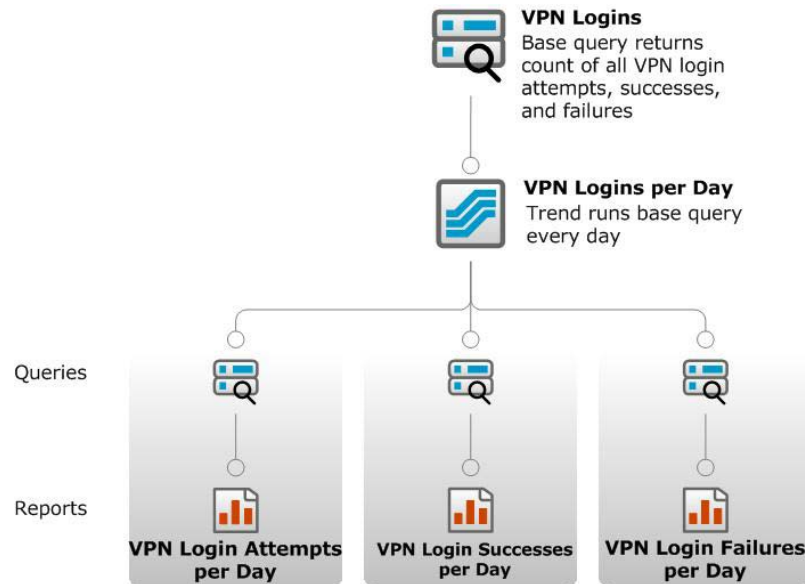 VPN Logins
Base query returns
count of all VPN login
attempts, successes,
and failures
VPN Logins per Day
Trend runs base query
every day
Queries
Reports
VPN Login Attempts
per Day
VPN Login Successes
per Day
VPN Login Failures
per Day